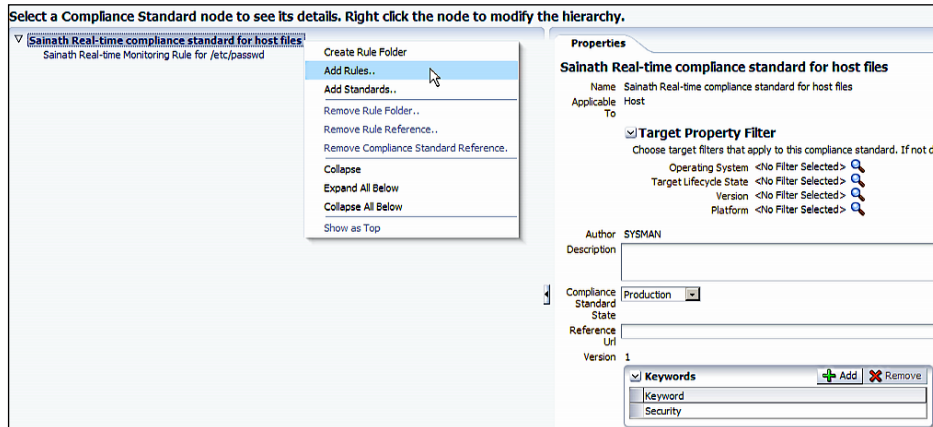 Select a Compliance Standard node to see its details. Right click the node to modify the hierarchy.
Sainath Real-time compliance standard for host files
Sainath Real-time Monitoring Rule for /etc/passwd
Create Rule Folder
Add Rules..
Add Standards..
Remove Rule Folder..
Remove Rule Reference..
Remove Compliance Standard Reference.
Collapse
Expand All Below
Collapse All Below
Show as Top
Properties
Sainath Real-time compliance standard for host files
Name Sainath Real-time compliance standard for host files
Applicable Host
To
Target Property Filter
Choose target filters that apply to this compliance standard. If not d
Operating System <No Filter Selected>
Target Lifecycle State <No Filter Selected>
Version <No Filter Selected>
Platform <No Filter Selected>
Author SYSMAN
Description
Compliance Production
Standard
State
Reference
Url
Version 1
Keywords Add Remove
Keyword
Security